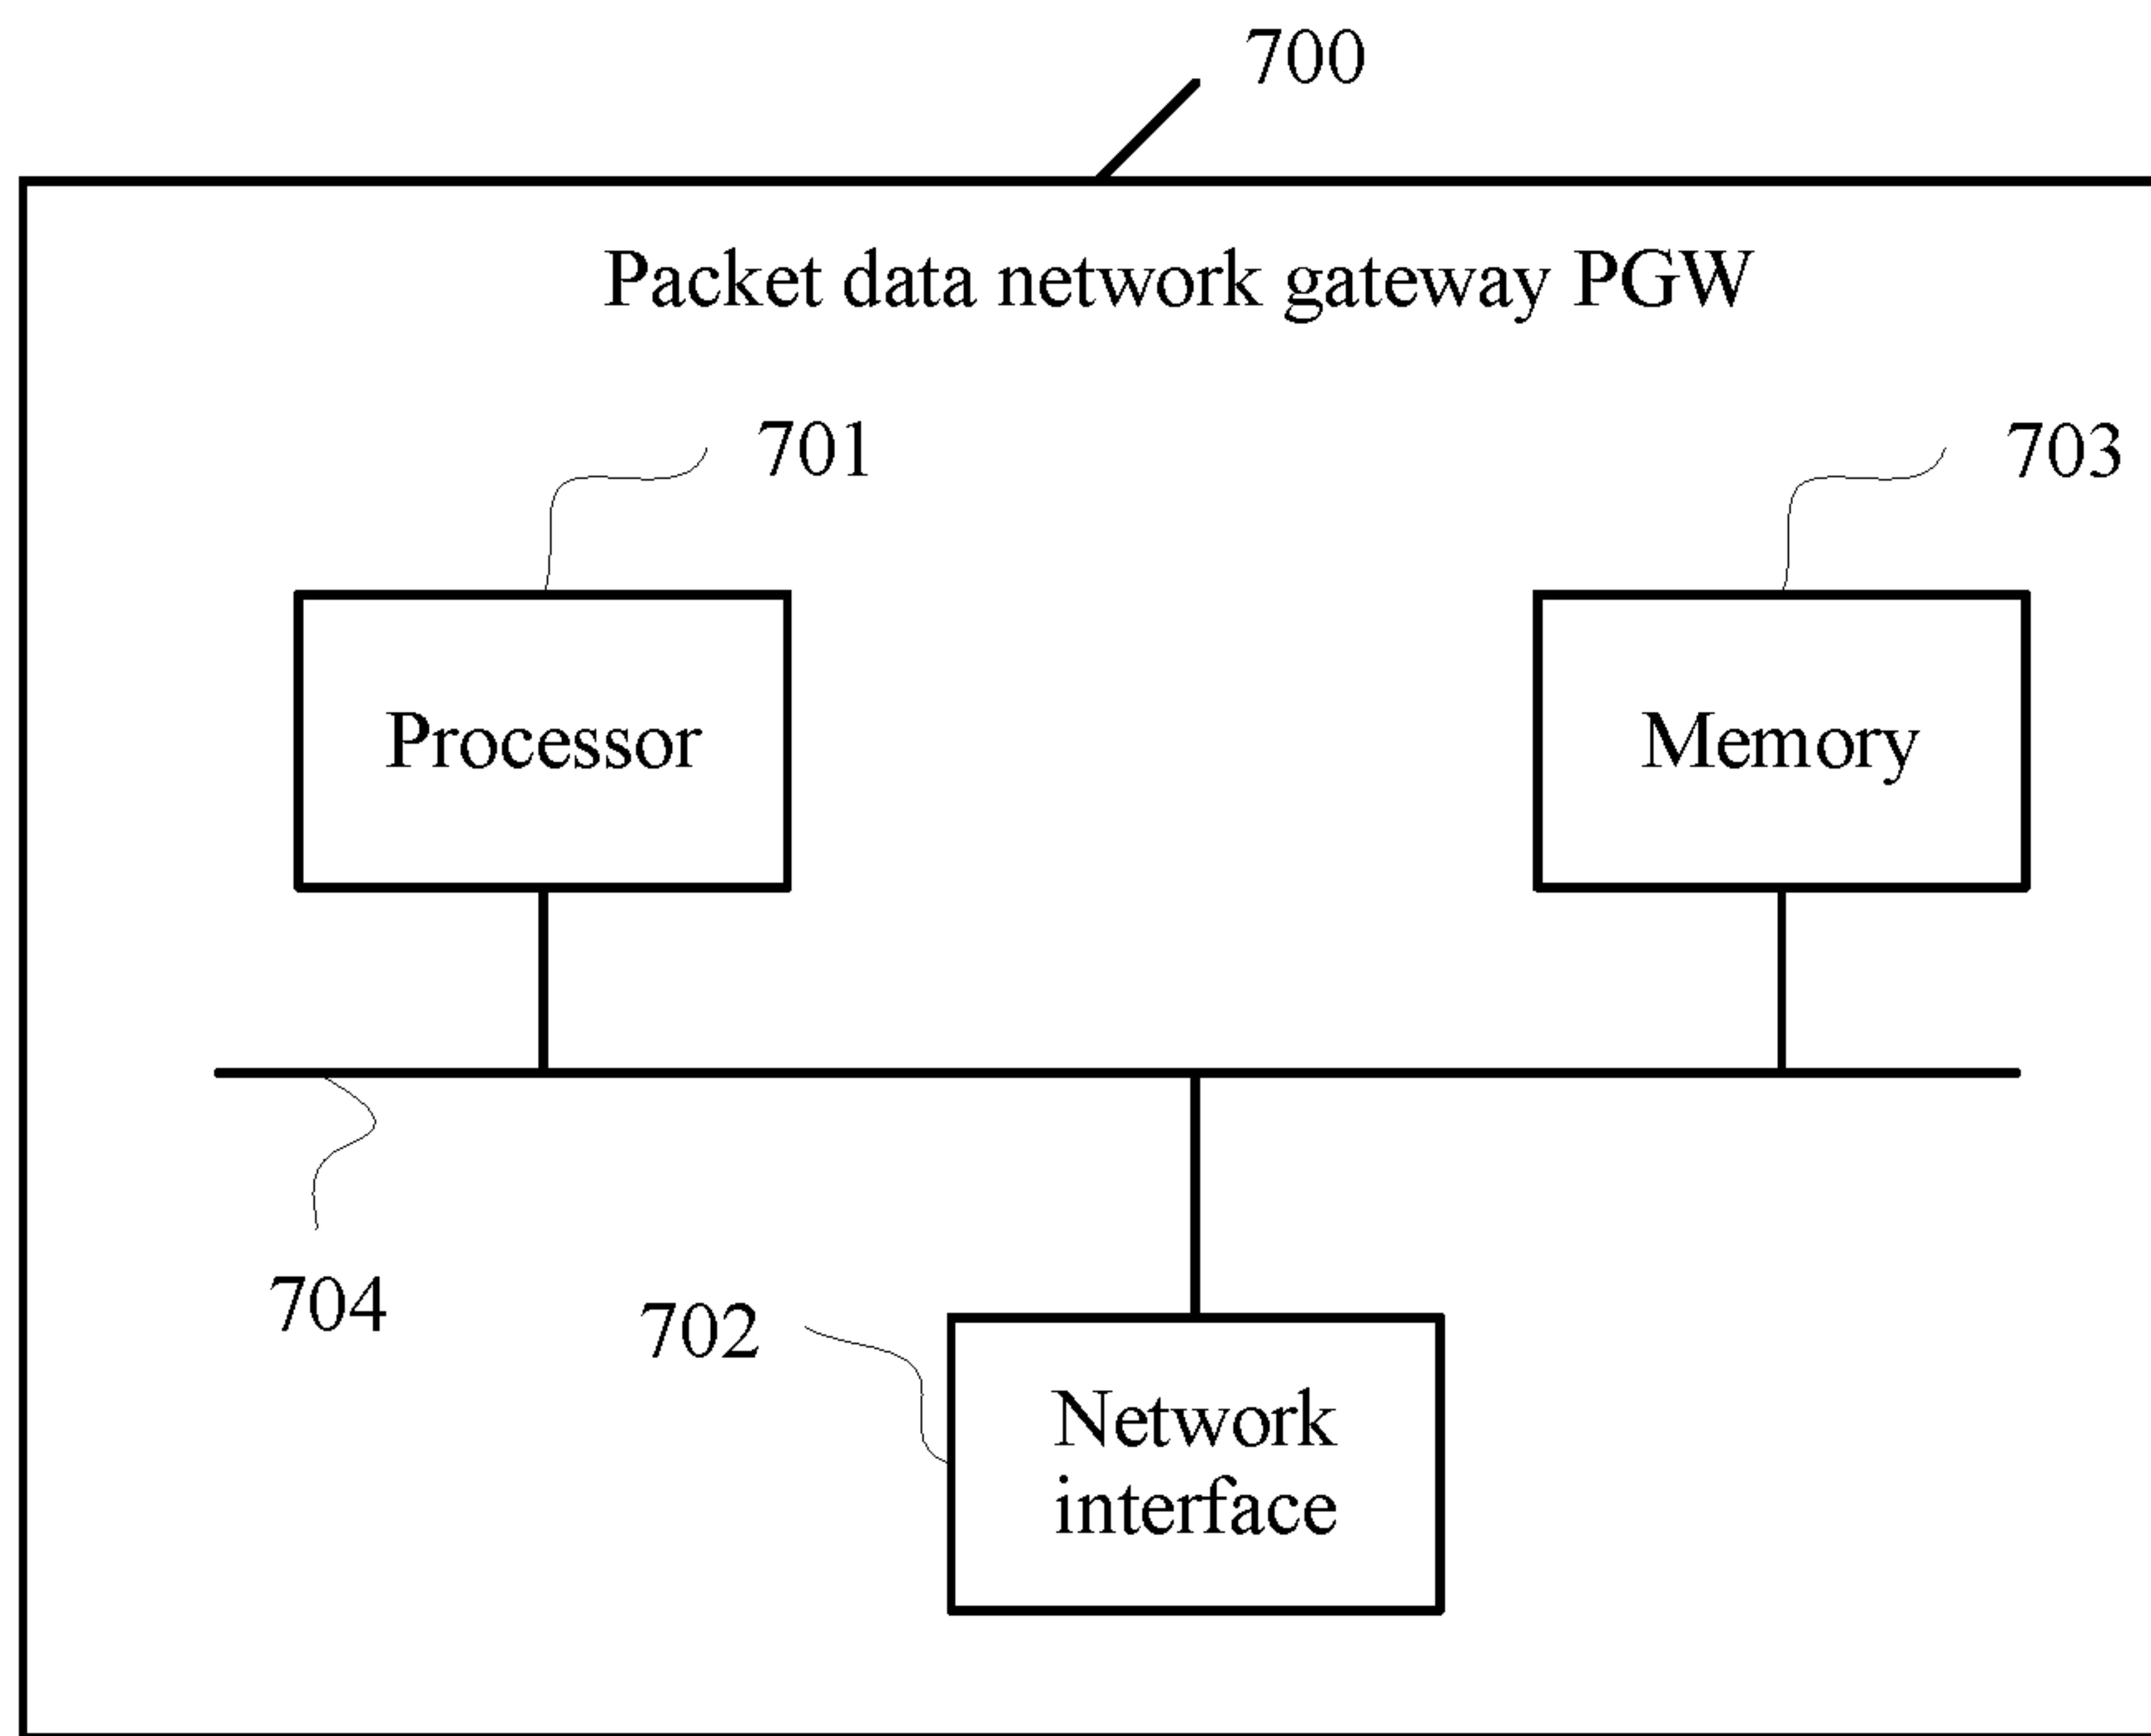 700
Packet data network gateway PGW
701
703
Processor
Memory
704
702
Network
interface